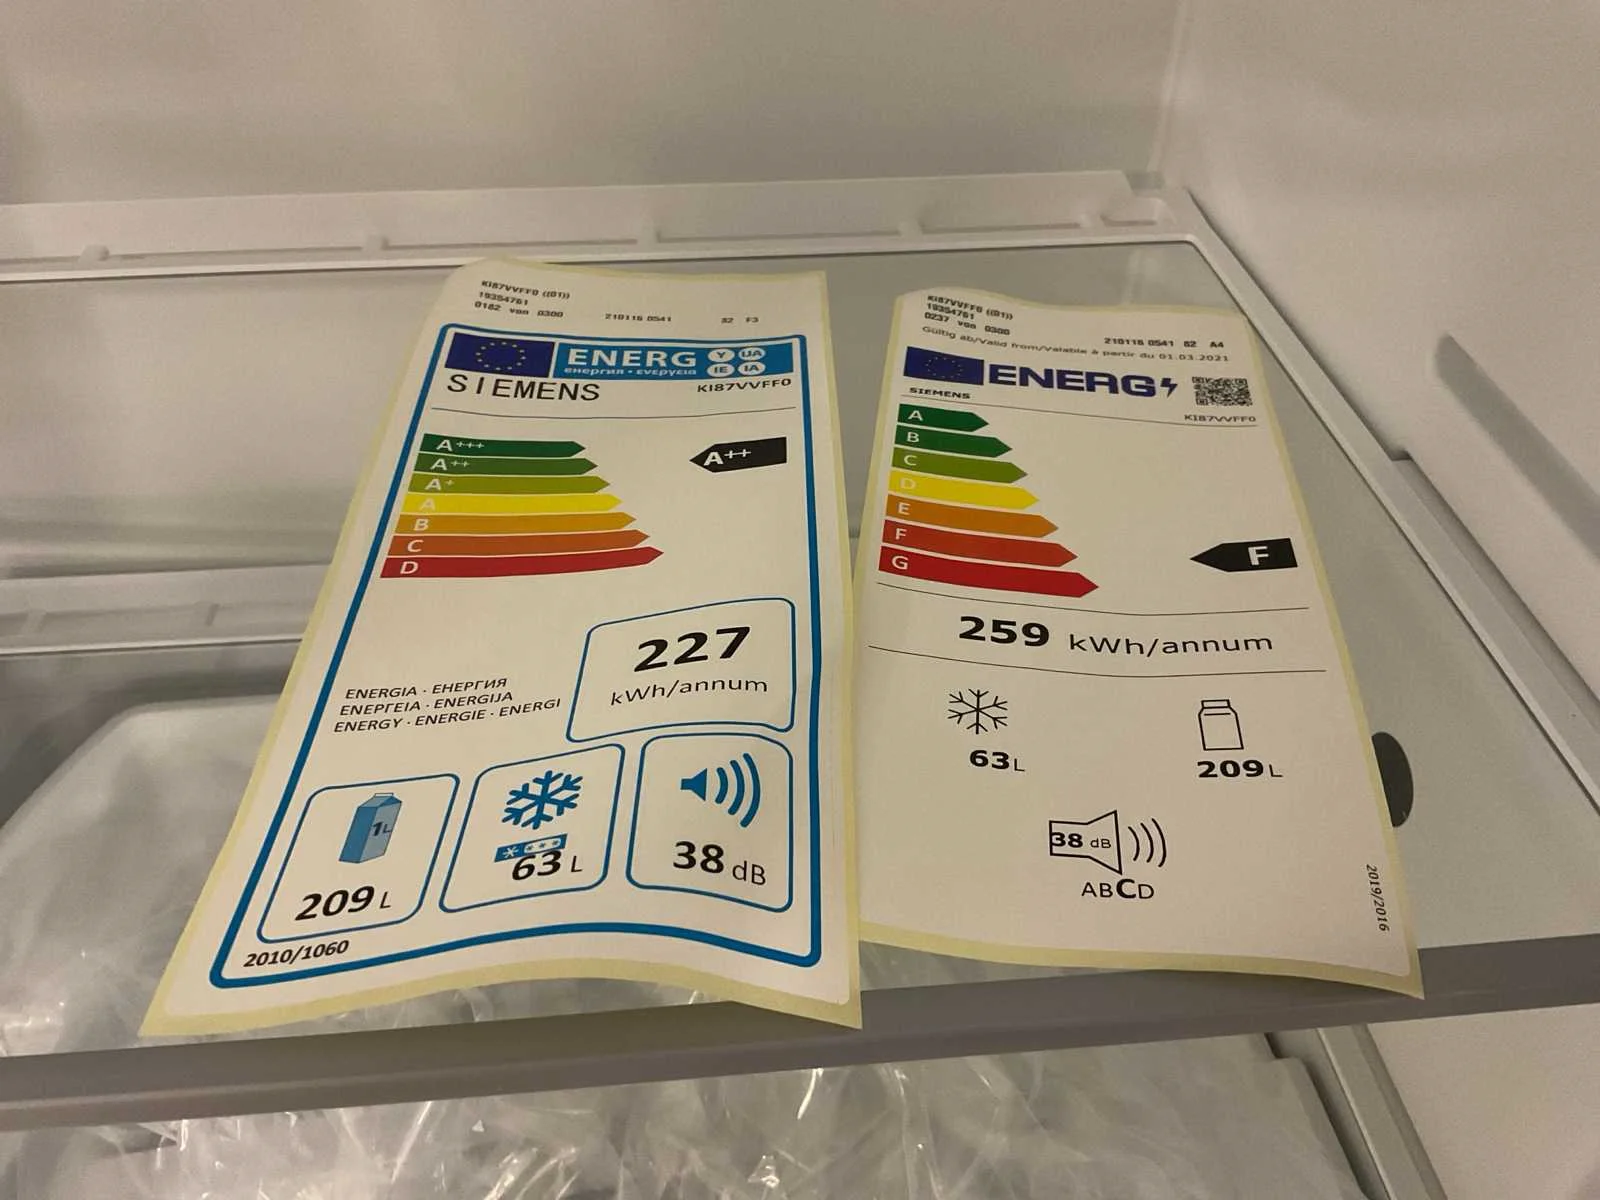 KI87VVFF0 ((01))
19354761
0182 von 0300 210116 0541 82 F3
ENERG Y UA
енергия · ενεργεια IE IA
SIEMENS KI87VVFF0
A+++
A++
A+
A
B
C
D
A++
227
kWh/annum
ENERGIA · ЕНЕРГИЯ
ΕΝΕΡΓΕΙΑ · ENERGIJA
ENERGY · ENERGIE · ENERGI
1L
209 L
63 L
38 dB
2010/1060
KI87VVFF0 ((01))
19354761
0237 von 0300 210116 0541 82 A4
Gültig ab/Valid from/Valable à partir du 01.03.2021
ENERG
SIEMENS
KI87VVFF0
A
B
C
D
E
F
G
F
259 kWh/annum
63 L
209 L
38 dB
ABCD
2019/2016